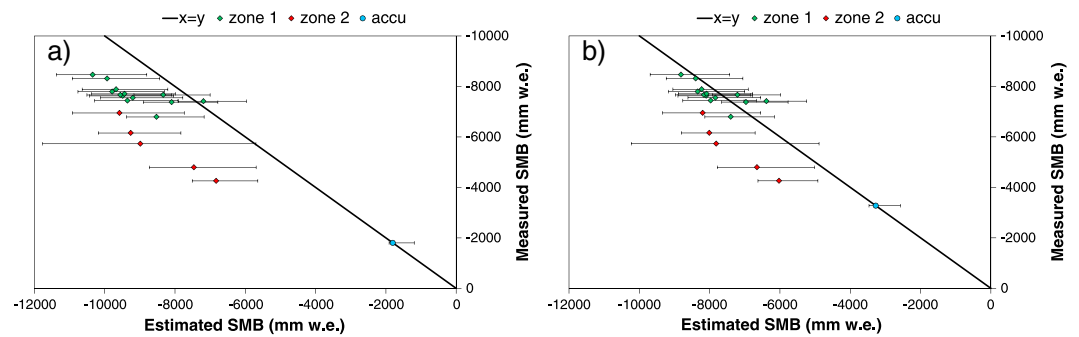 x=y zone 1 zone 2 accu
a)
-10000
-8000
-6000
-4000
-2000
0
Measured SMB (mm w.e.)
-12000 -10000 -8000 -6000 -4000 -2000 0
Estimated SMB (mm w.e.)
x=y zone 1 zone 2 accu
b)
-10000
-8000
-6000
-4000
-2000
0
Measured SMB (mm w.e.)
-12000 -10000 -8000 -6000 -4000 -2000 0
Estimated SMB (mm w.e.)